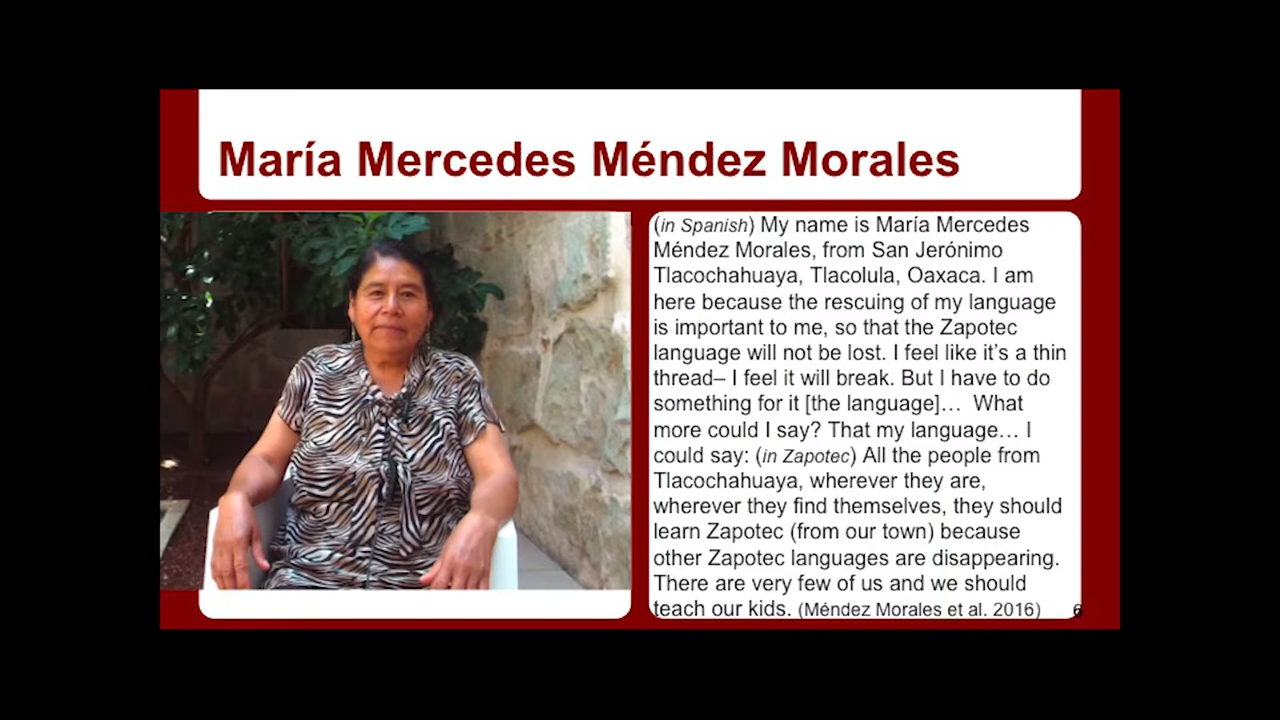 María Mercedes Méndez Morales
(in Spanish) My name is María Mercedes
Méndez Morales, from San Jerónimo
Tlacochahuaya, Tlacolula, Oaxaca. I am
here because the rescuing of my language
is important to me, so that the Zapotec
language will not be lost. I feel like it’s a thin
thread– I feel it will break. But I have to do
something for it [the language]… What
more could I say? That my language… I
could say: (in Zapotec) All the people from
Tlacochahuaya, wherever they are,
wherever they find themselves, they should
learn Zapotec (from our town) because
other Zapotec languages are disappearing.
There are very few of us and we should
teach our kids. (Méndez Morales et al. 2016)
6